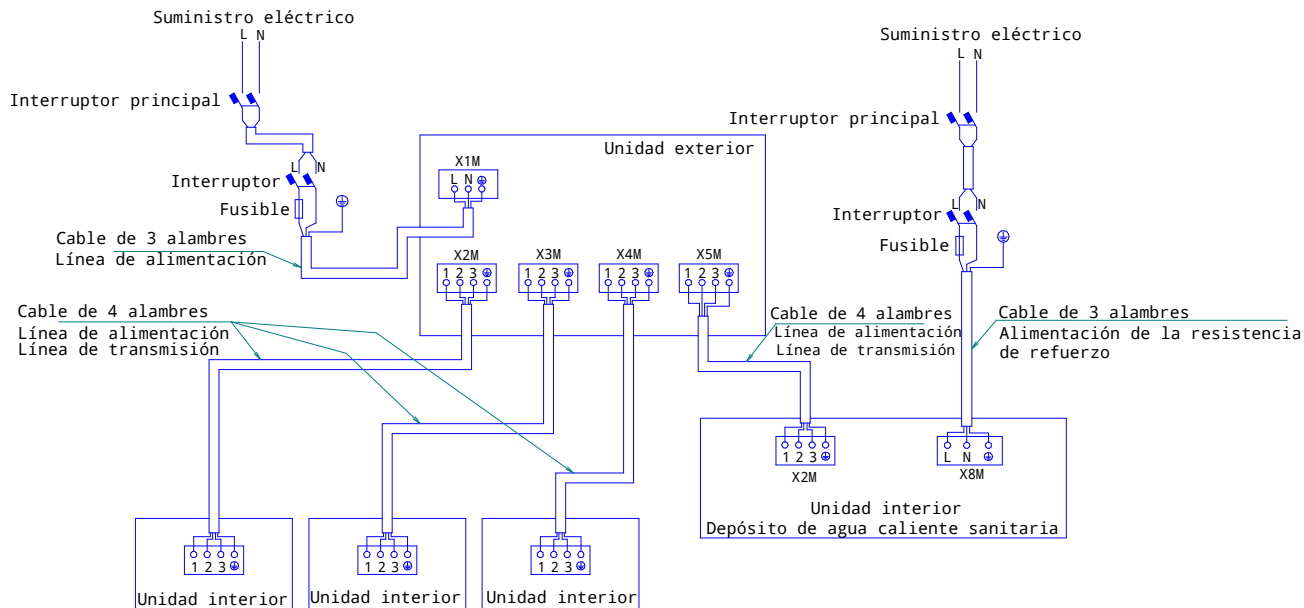 Suministro eléctrico
L N
Interruptor principal
L N
Interruptor
Fusible
Cable de 3 alambres
Línea de alimentación
Unidad exterior
X1M
L N
X2M
1 2 3
X3M
1 2 3
X4M
1 2 3
X5M
1 2 3
Cable de 4 alambres
Línea de alimentación
Línea de transmisión
Cable de 4 alambres
Línea de alimentación
Línea de transmisión
Suministro eléctrico
L N
Interruptor principal
L N
Interruptor
Fusible
Cable de 3 alambres
Alimentación de la resistencia
de refuerzo
1 2 3
X2M
L N
X8M
Unidad interior
Depósito de agua caliente sanitaria
1 2 3
Unidad interior
1 2 3
Unidad interior
1 2 3
Unidad interior